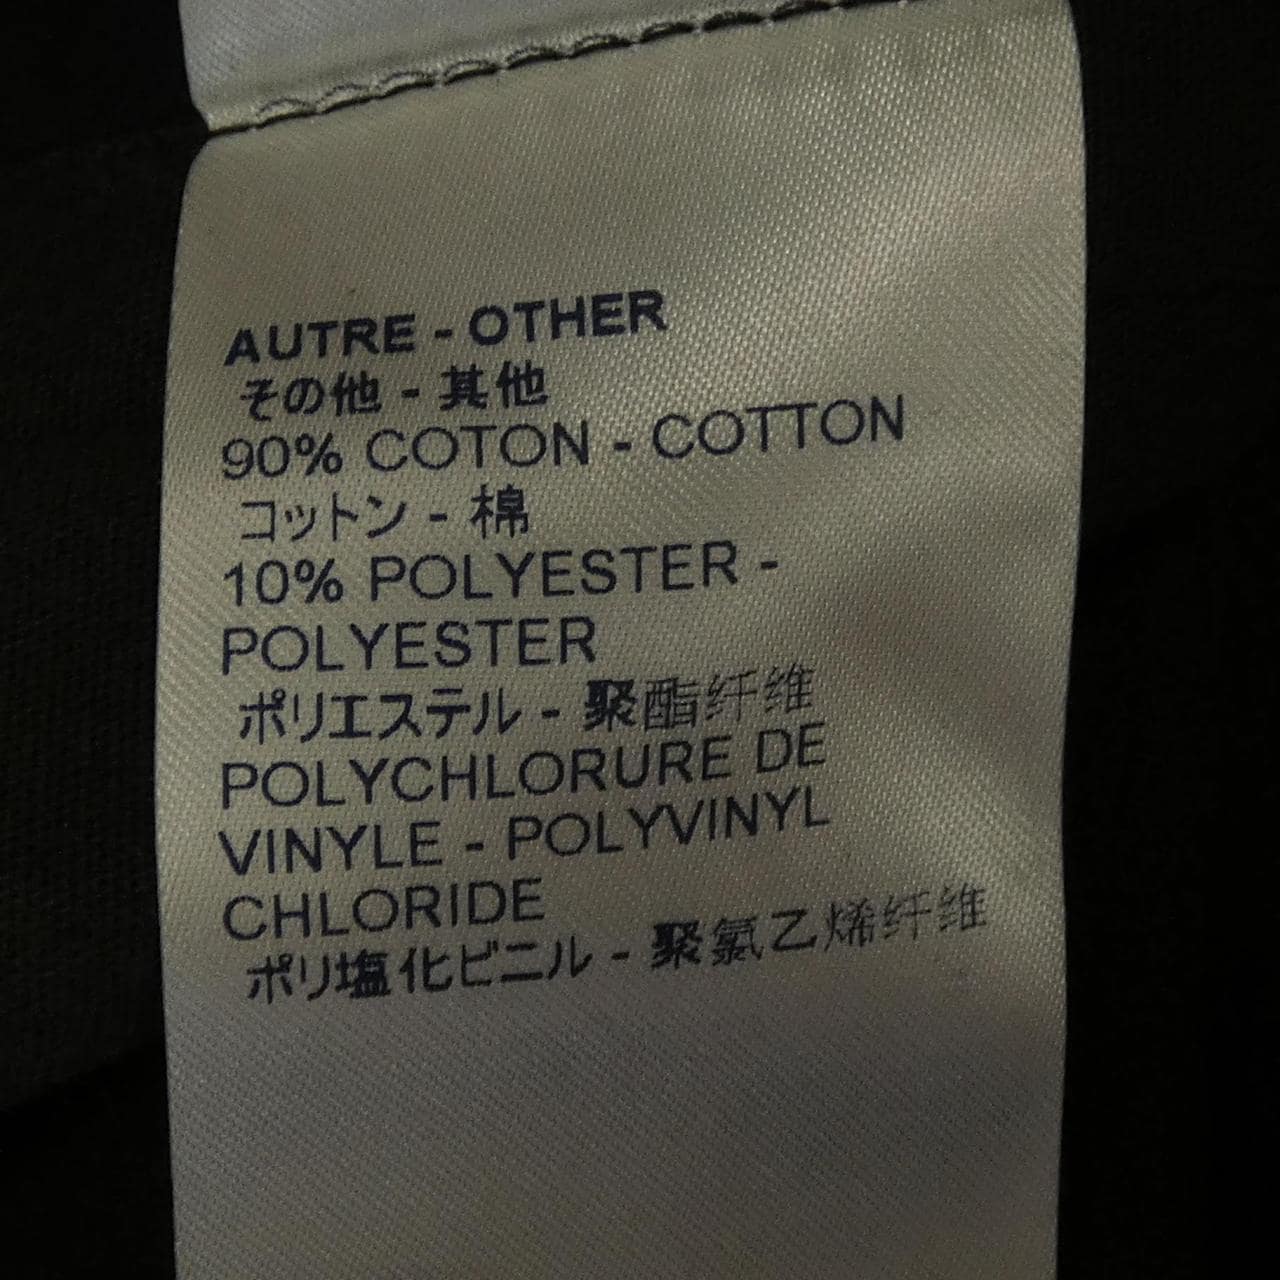 AUTRE - OTHER
その他 - 其他
90% COTON - COTTON
コットン - 棉
10% POLYESTER -
POLYESTER
ポリエステル - 聚酯纤维
POLYCHLORURE DE
VINYLE - POLYVINYL
CHLORIDE
ポリ塩化ビニル - 聚氯乙烯纤维